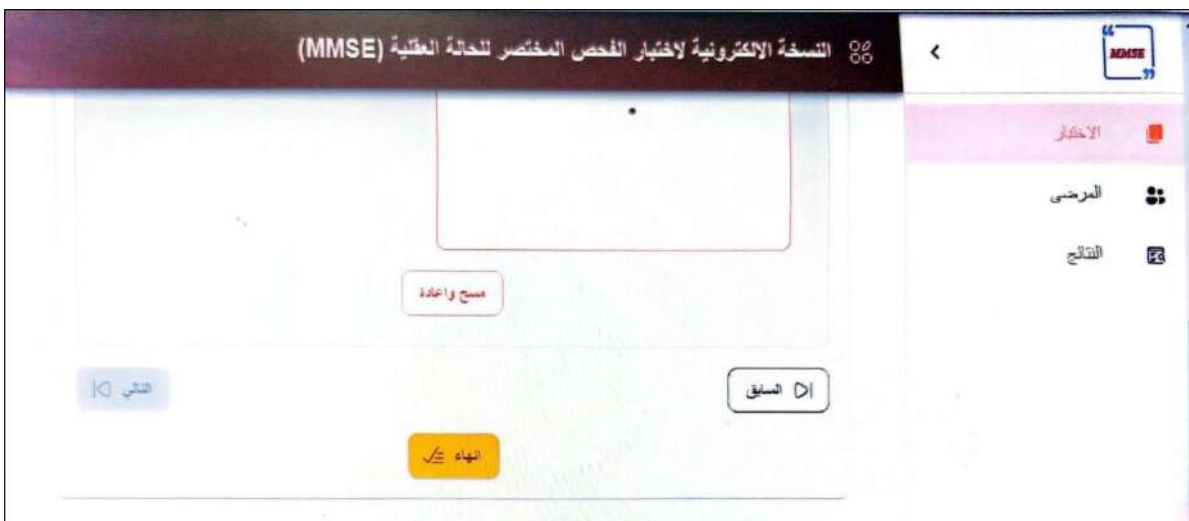 النسخة الالكترونية لاختبار الفحص المختصر للحالة العقلية (MMSE)
MMSE
الاختبار
المرضى
النتائج
مسح واعادة
السابق
التالي
انهاء